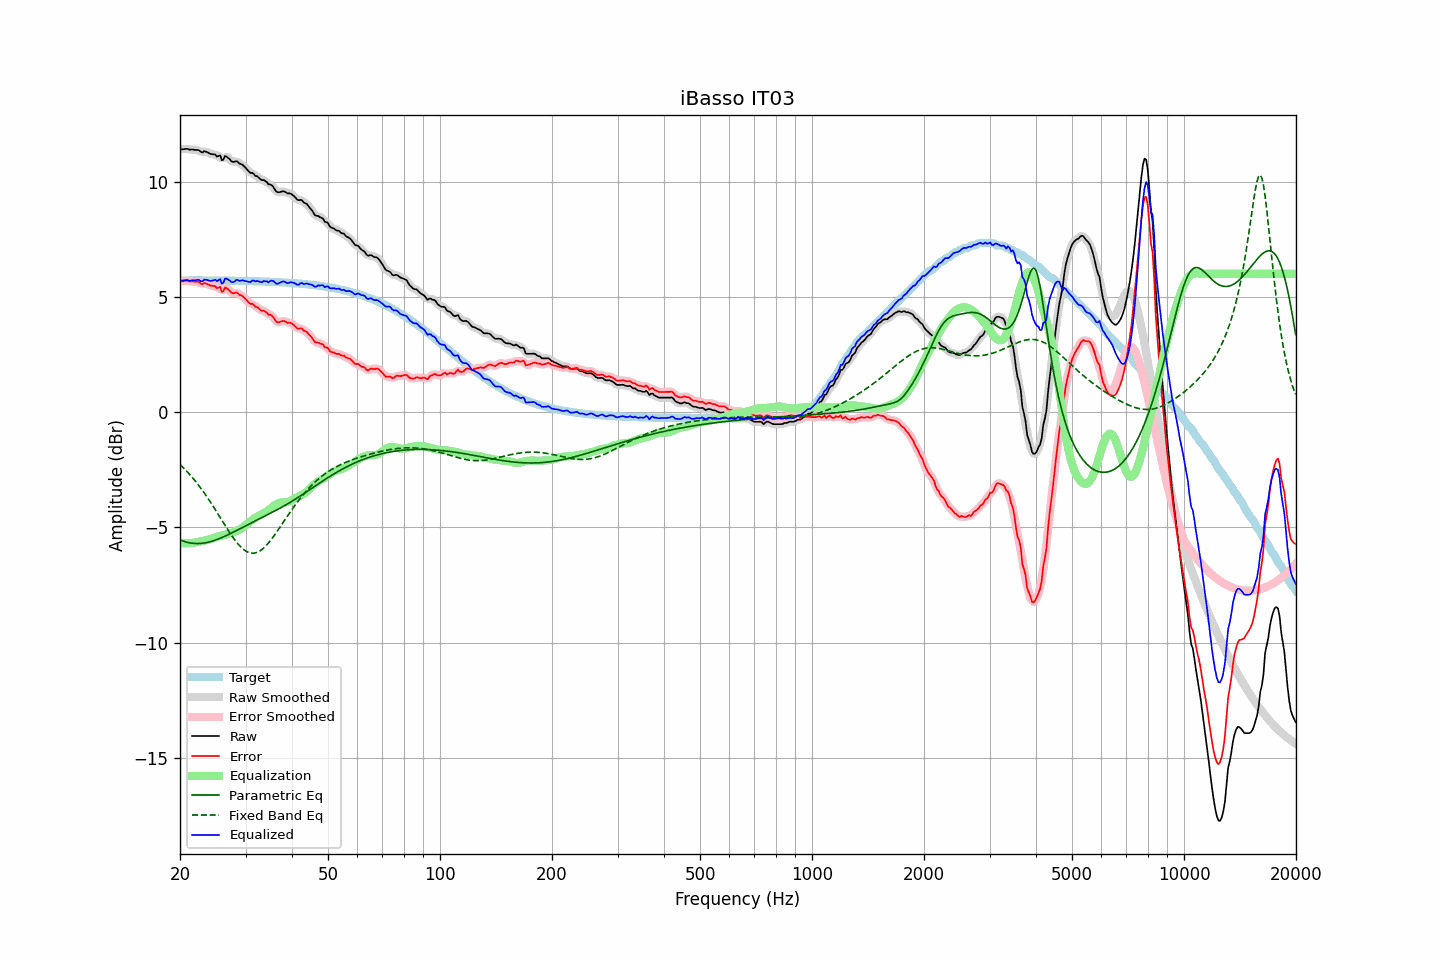 iBasso IT03
Amplitude (dBr)
10
5
0
−5
−10
−15
Target
Raw Smoothed
Error Smoothed
Raw
Error
Equalization
Parametric Eq
Fixed Band Eq
Equalized
20 50 100 200 500 1000 2000 5000 10000 20000
Frequency (Hz)